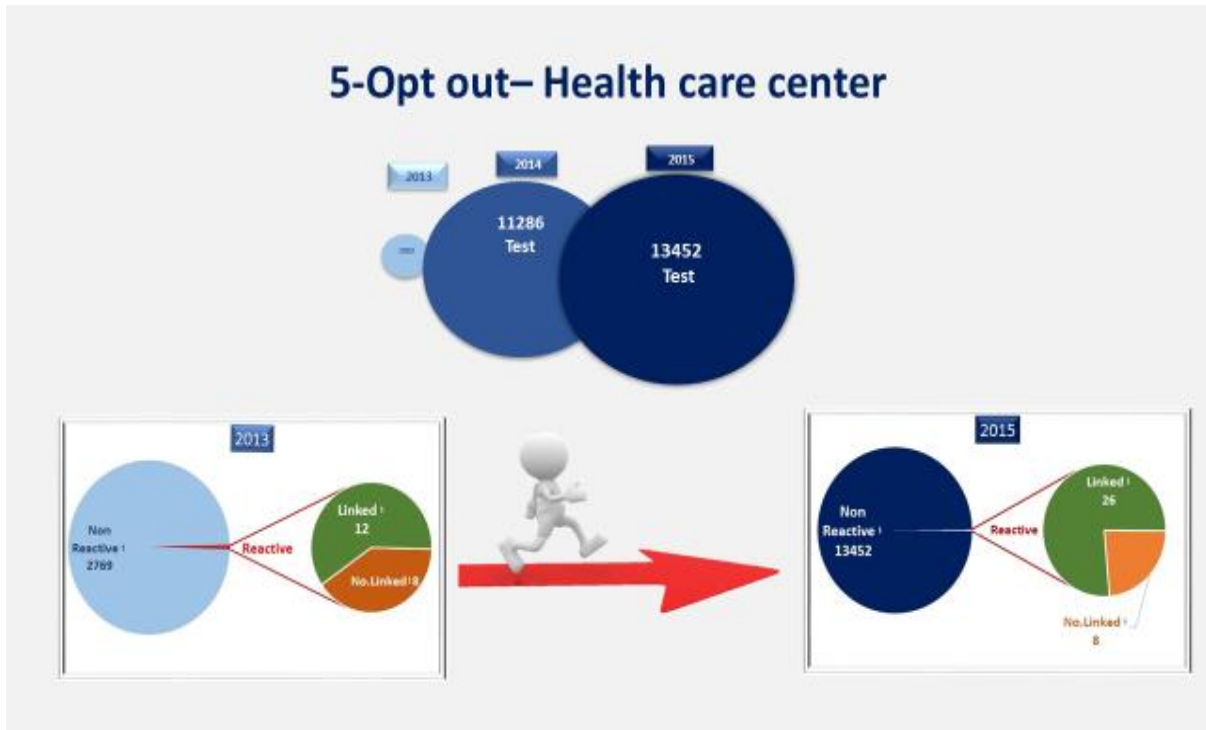 5-Opt out– Health care center
2013
2014
2015
11286
Test
13452
Test
2013
Non
Reactive
2769
Reactive
Linked
12
No.Linked 8
2015
Non
Reactive
13452
Reactive
Linked
26
No.Linked
8